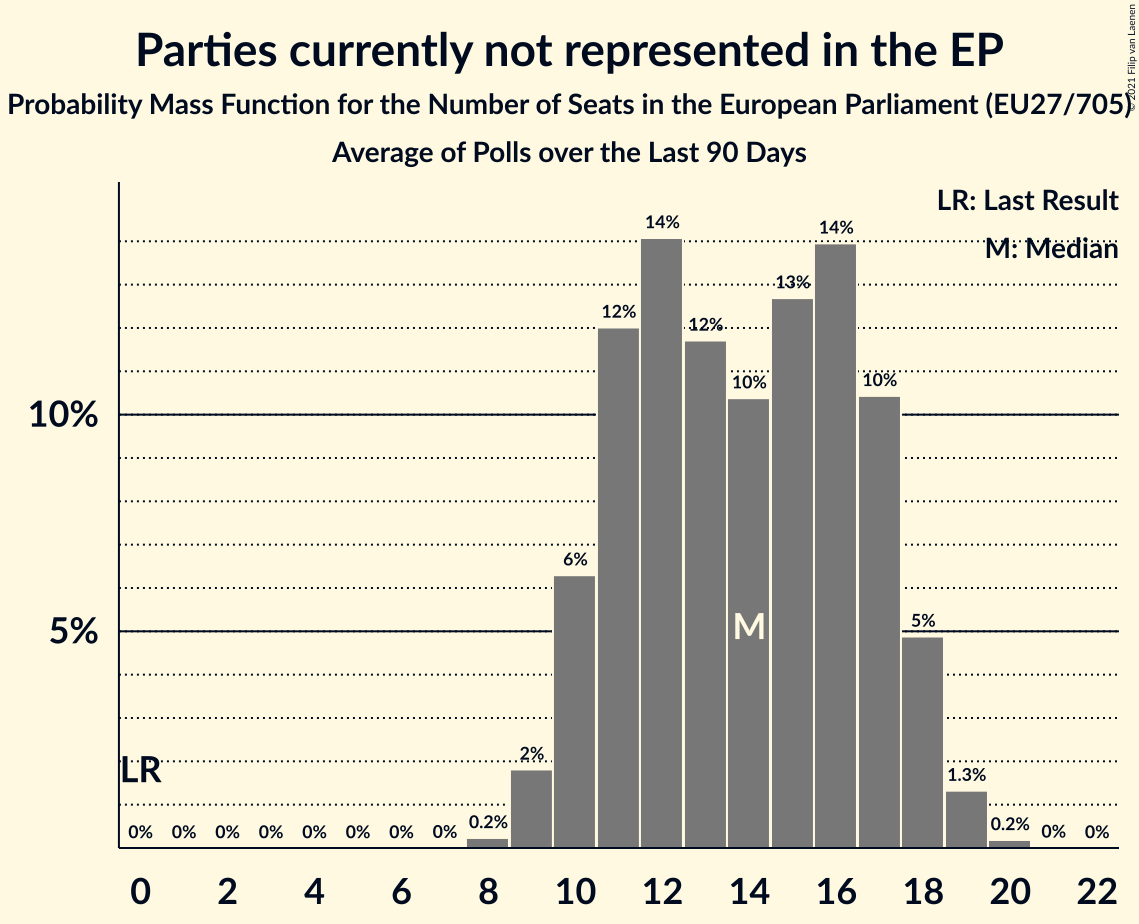 Parties currently not represented in the EP
© 2021 Filip van Laenen
Probability Mass Function for the Number of Seats in the European Parliament (EU27/705)
Average of Polls over the Last 90 Days
LR: Last Result
M: Median
14%
14%
13%
12%
12%
10%
10%
10%
6%
5%
M
5%
2%
LR
1.3%
0% 0% 0% 0% 0% 0% 0% 0% 0.2% 0.2% 0% 0%
0 2 4 6 8 10 12 14 16 18 20 22